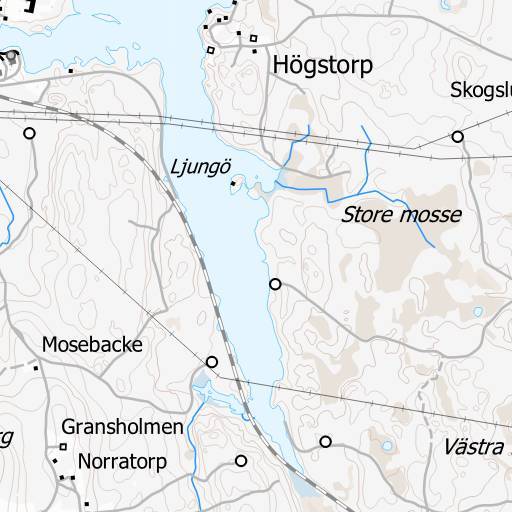 Högstorp
Skogslu
Ljungö
Store mosse
Mosebacke
Gransholmen
Norratorp
Västra